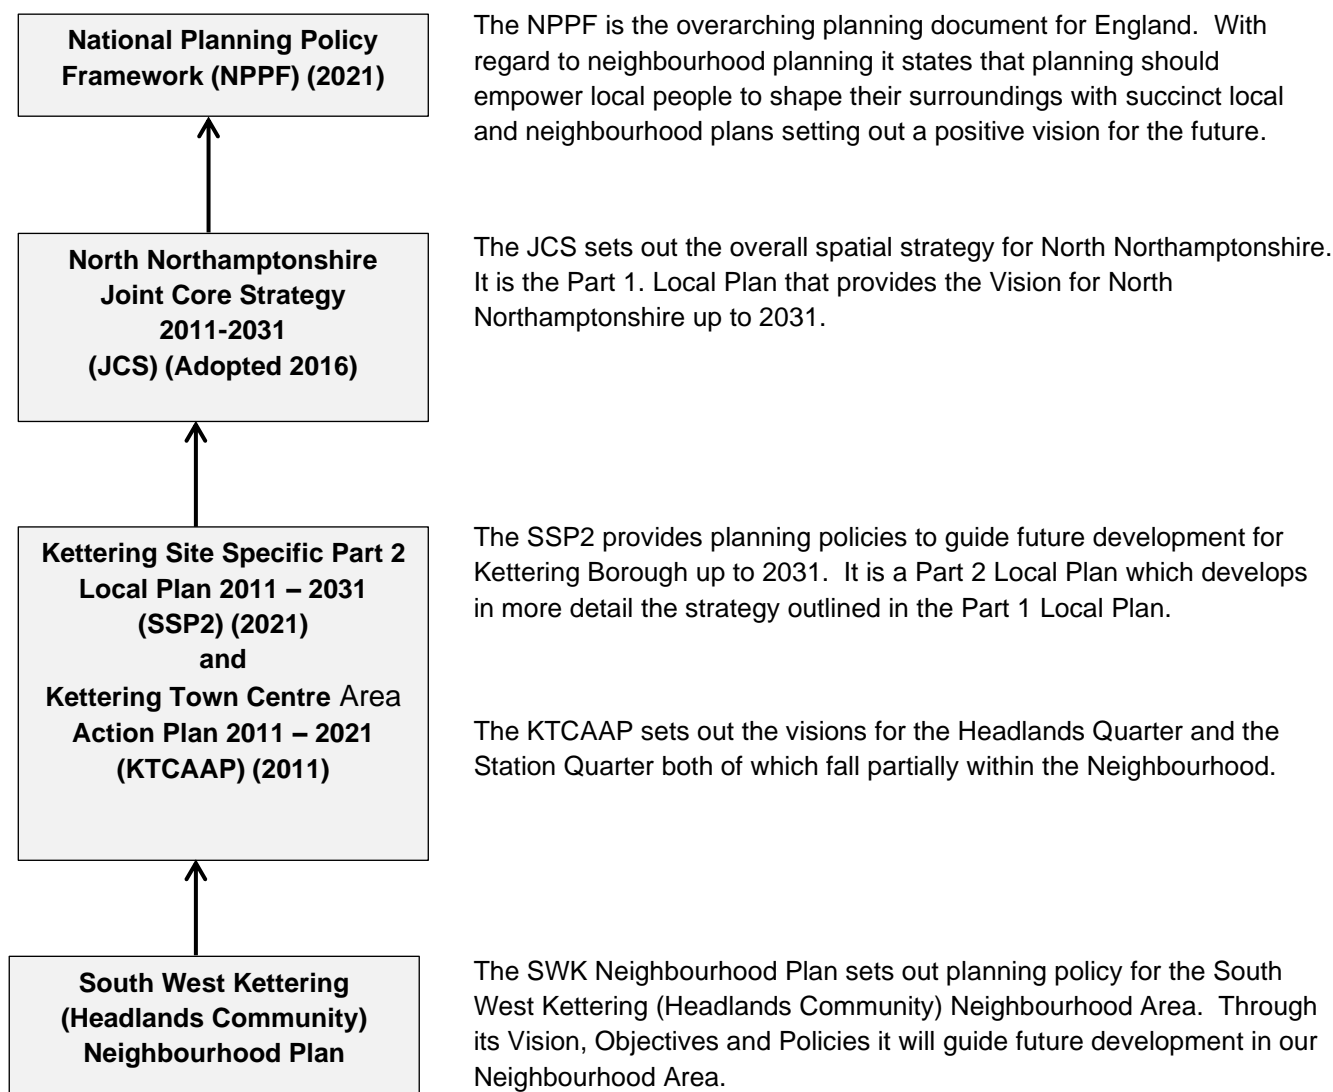 National Planning Policy
Framework (NPPF) (2021)
The NPPF is the overarching planning document for England.  With
regard to neighbourhood planning it states that planning should
empower local people to shape their surroundings with succinct local
and neighbourhood plans setting out a positive vision for the future.
North Northamptonshire
Joint Core Strategy
2011-2031
(JCS) (Adopted 2016)
The JCS sets out the overall spatial strategy for North Northamptonshire.
It is the Part 1. Local Plan that provides the Vision for North
Northamptonshire up to 2031.
Kettering Site Specific Part 2
Local Plan 2011 – 2031
(SSP2) (2021)
and
Kettering Town Centre Area
Action Plan 2011 – 2021
(KTCAAP) (2011)
The SSP2 provides planning policies to guide future development for
Kettering Borough up to 2031.  It is a Part 2 Local Plan which develops
in more detail the strategy outlined in the Part 1 Local Plan.
The KTCAAP sets out the visions for the Headlands Quarter and the
Station Quarter both of which fall partially within the Neighbourhood.
South West Kettering
(Headlands Community)
Neighbourhood Plan
The SWK Neighbourhood Plan sets out planning policy for the South
West Kettering (Headlands Community) Neighbourhood Area.  Through
its Vision, Objectives and Policies it will guide future development in our
Neighbourhood Area.